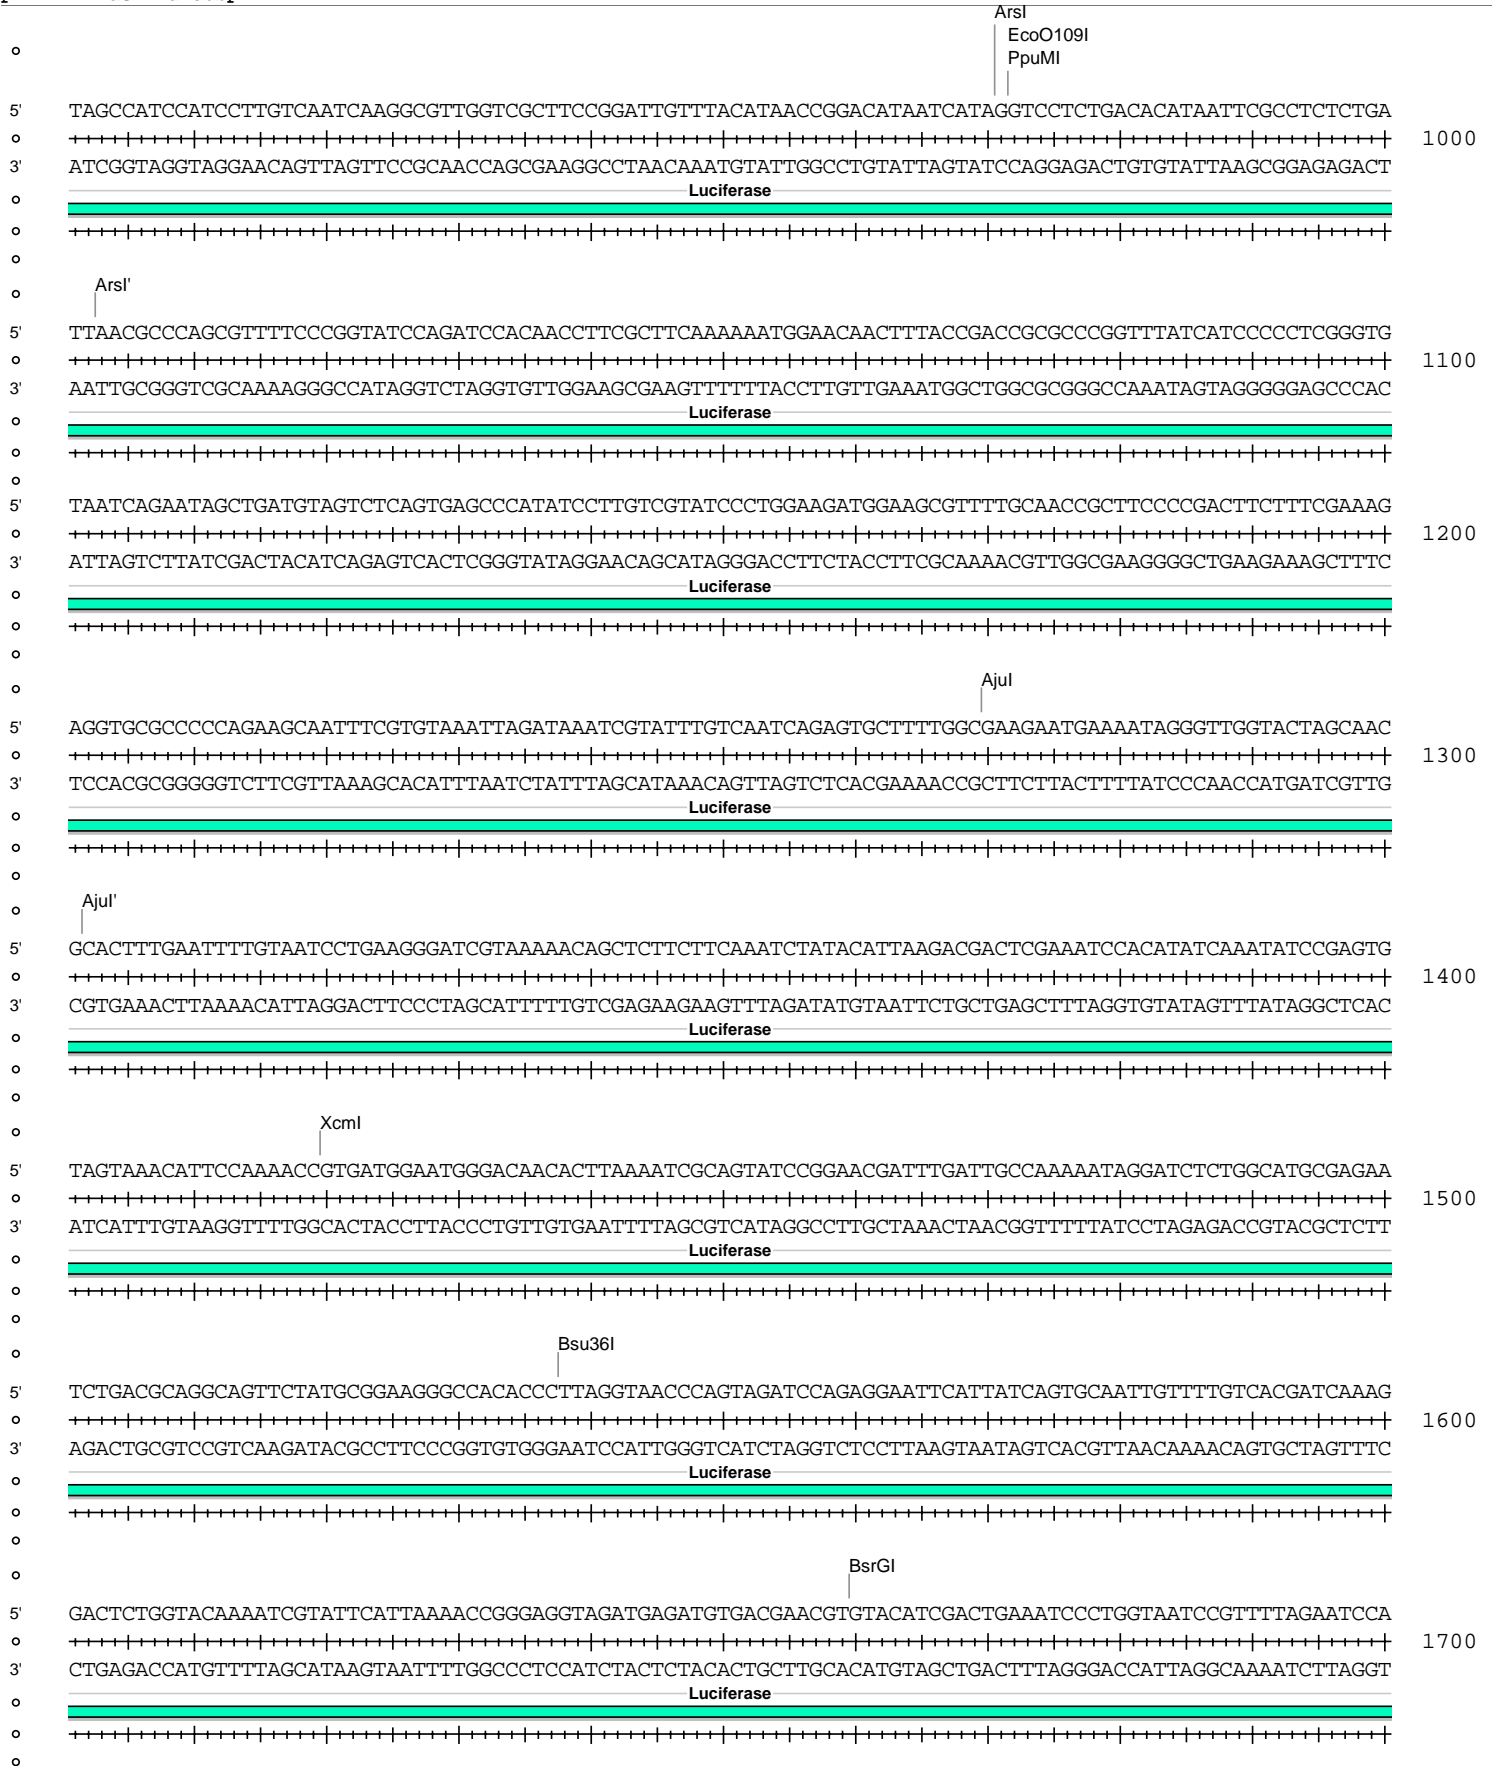 ArsI
EcoO109I
PpuMI
5' TAGCCATCCATCCTTGTCAATCAAGGCGTTGGTCGCTTCCGGATTGTTTACATAACCGGACATAATCATAGGTCCTCTGACACATAATTCGCCTCTCTGA
1000
3' ATCGGTAGGTAGGAACAGTTAGTTCCGCAACCAGCGAAGGCCTAACAAATGTATTGGCCTGTATTAGTATCCAGGAGACTGTGTATTAAGCGGAGAGACT
Luciferase
ArsI'
5' TTAACGCCCAGCGTTTTCCCGGTATCCAGATCCACAACCTTCGCTTCAAAAAATGGAACAACTTTACCGACCGCGCCCGGTTTATCATCCCCCTCGGGTG
1100
3' AATTGCGGGTCGCAAAAGGGCCATAGGTCTAGGTGTTGGAAGCGAAGTTTTTTACCTTGTTGAAATGGCTGGCGCGGGCCAAATAGTAGGGGGAGCCCAC
Luciferase
5' TAATCAGAATAGCTGATGTAGTCTCAGTGAGCCCATATCCTTGTCGTATCCCTGGAAGATGGAAGCGTTTTGCAACCGCTTCCCCGACTTCTTTCGAAAG
1200
3' ATTAGTCTTATCGACTACATCAGAGTCACTCGGGTATAGGAACAGCATAGGGACCTTCTACCTTCGCAAAACGTTGGCGAAGGGGCTGAAGAAAGCTTTC
Luciferase
AjuI
5' AGGTGCGCCCCCAGAAGCAATTTCGTGTAAATTAGATAAATCGTATTTGTCAATCAGAGTGCTTTTGGCGAAGAATGAAAATAGGGTTGGTACTAGCAAC
1300
3' TCCACGCGGGGGTCTTCGTTAAAGCACATTTAATCTATTTAGCATAAACAGTTAGTCTCACGAAAACCGCTTCTTACTTTTATCCCAACCATGATCGTTG
Luciferase
AjuI'
5' GCACTTTGAATTTTGTAATCCTGAAGGGATCGTAAAAACAGCTCTTCTTCAAATCTATACATTAAGACGACTCGAAATCCACATATCAAATATCCGAGTG
1400
3' CGTGAAACTTAAAACATTAGGACTTCCCTAGCATTTTTGTCGAGAAGAAGTTTAGATATGTAATTCTGCTGAGCTTTAGGTGTATAGTTTATAGGCTCAC
Luciferase
XcmI
5' TAGTAAACATTCCAAAACCGTGATGGAATGGGACAACACTTAAAATCGCAGTATCCGGAACGATTTGATTGCCAAAAATAGGATCTCTGGCATGCGAGAA
1500
3' ATCATTTGTAAGGTTTTGGCACTACCTTACCCTGTTGTGAATTTTAGCGTCATAGGCCTTGCTAAACTAACGGTTTTTATCCTAGAGACCGTACGCTCTT
Luciferase
Bsu36I
5' TCTGACGCAGGCAGTTCTATGCGGAAGGGCCACACCCTTAGGTAACCCAGTAGATCCAGAGGAATTCATTATCAGTGCAATTGTTTTGTCACGATCAAAG
1600
3' AGACTGCGTCCGTCAAGATACGCCTTCCCGGTGTGGGAATCCATTGGGTCATCTAGGTCTCCTTAAGTAATAGTCACGTTAACAAAACAGTGCTAGTTTC
Luciferase
BsrGI
5' GACTCTGGTACAAAATCGTATTCATTAAAACCGGGAGGTAGATGAGATGTGACGAACGTGTACATCGACTGAAATCCCTGGTAATCCGTTTTAGAATCCA
1700
3' CTGAGACCATGTTTTAGCATAAGTAATTTTGGCCCTCCATCTACTCTACACTGCTTGCACATGTAGCTGACTTTAGGGACCATTAGGCAAAATCTTAGGT
Luciferase